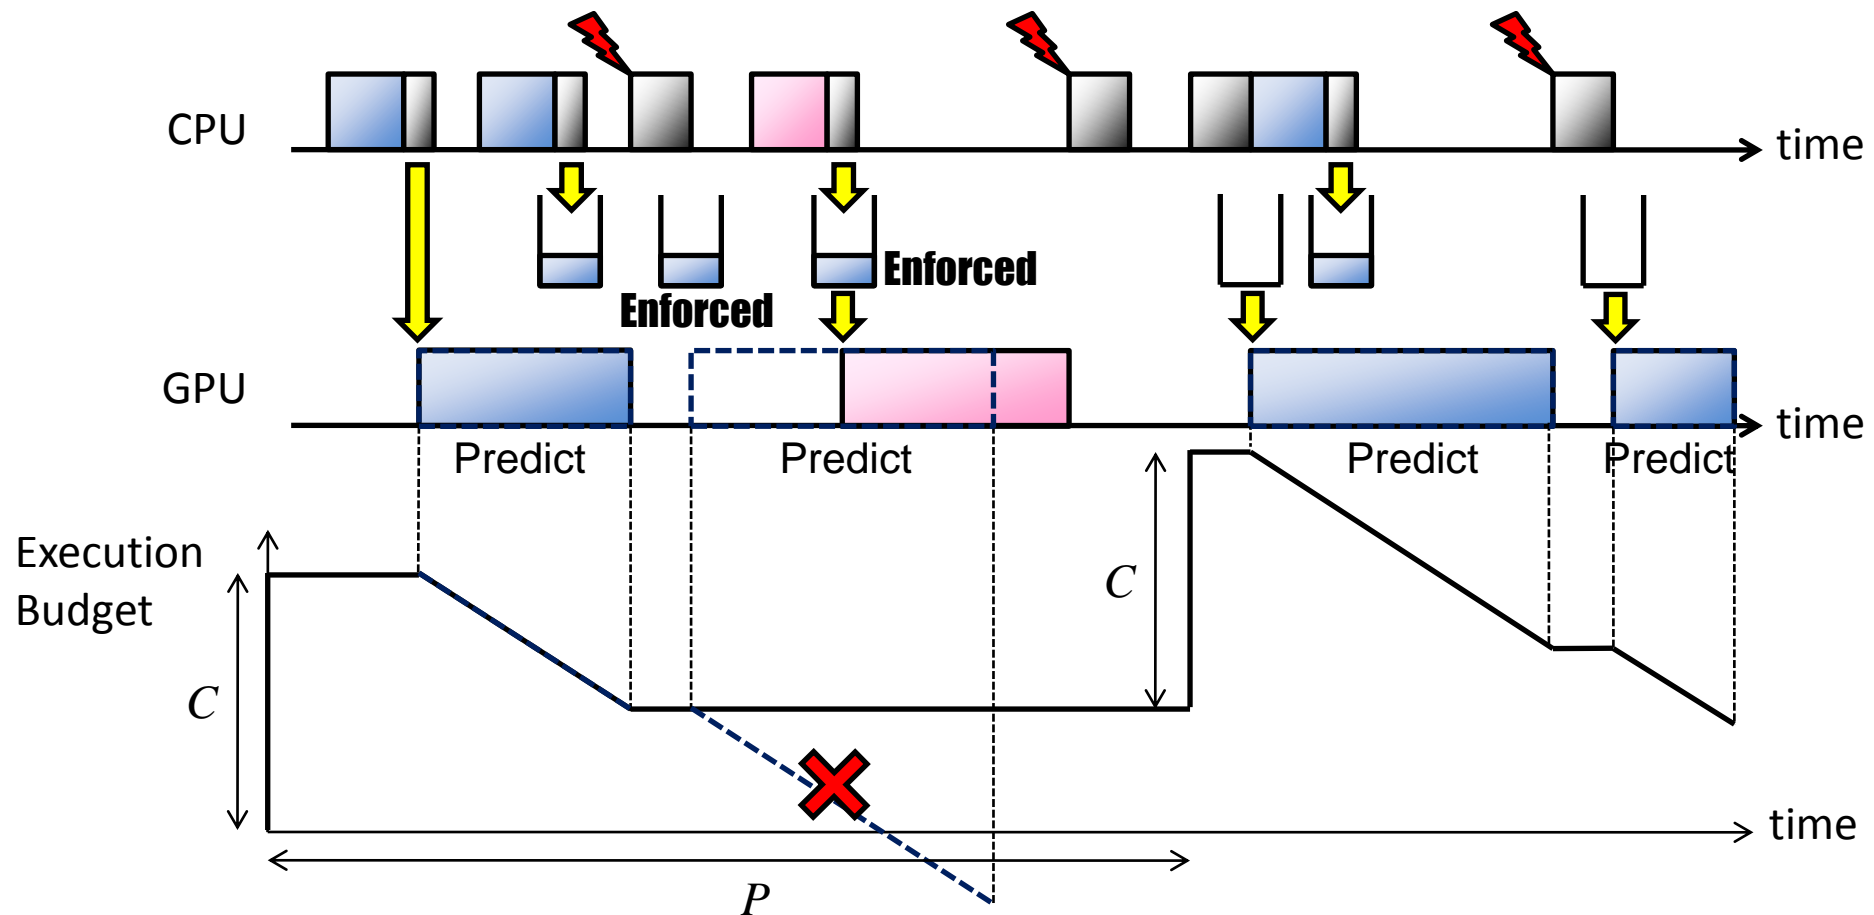 CPU
time
Enforced
Enforced
GPU
time
Predict
Predict
Predict
Predict
Execution
Budget
C
C
time
P